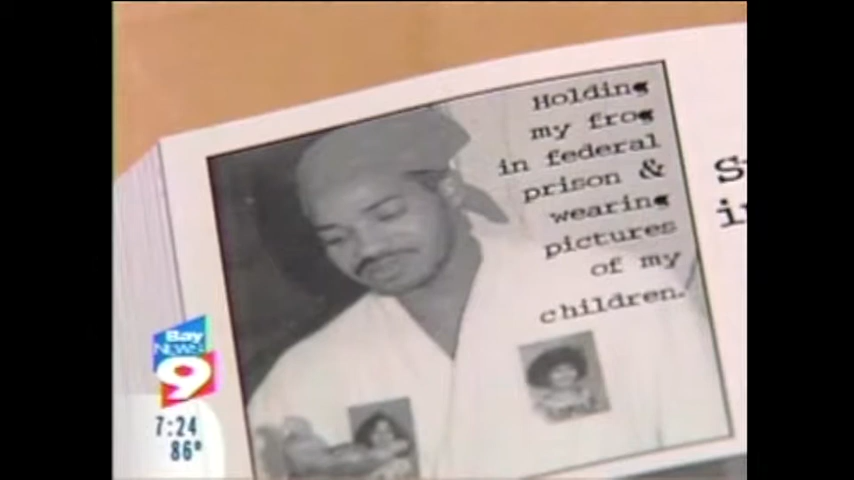 Holding
my frog
in federal
prison &
wearing
pictures
of my
children.
Bay
NEWS
9
7:24
86°